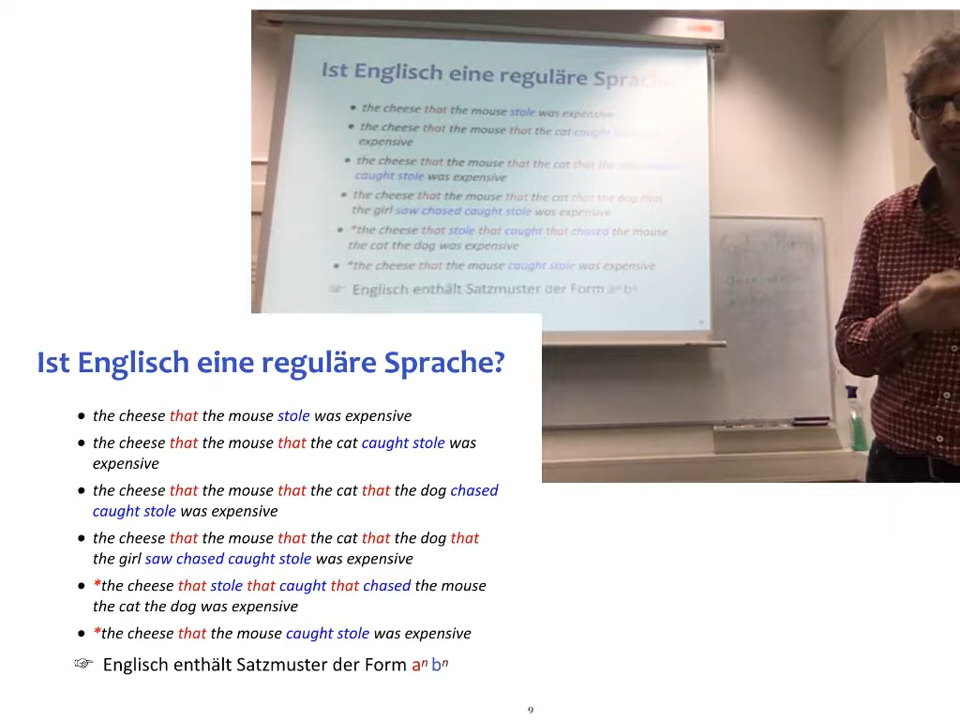 Ist Englisch eine reguläre Sprache
• the cheese that the mouse stole was expensive
• the cheese that the mouse that the cat caught
expensive
• the cheese that the mouse that the cat that the
caught stole was expensive
• the cheese that the mouse that the cat that the dog that
the girl saw chased caught stole was expensive
• *the cheese that stole that caught that chased the mouse
the cat the dog was expensive
• *the cheese that the mouse caught stole was expensive
☞ Englisch enthält Satzmuster der Form aⁿ bⁿ
Ist Englisch eine reguläre Sprache?
• the cheese that the mouse stole was expensive
• the cheese that the mouse that the cat caught stole was
expensive
• the cheese that the mouse that the cat that the dog chased
caught stole was expensive
• the cheese that the mouse that the cat that the dog that
the girl saw chased caught stole was expensive
• *the cheese that stole that caught that chased the mouse
the cat the dog was expensive
• *the cheese that the mouse caught stole was expensive
☞ Englisch enthält Satzmuster der Form aⁿ bⁿ
9